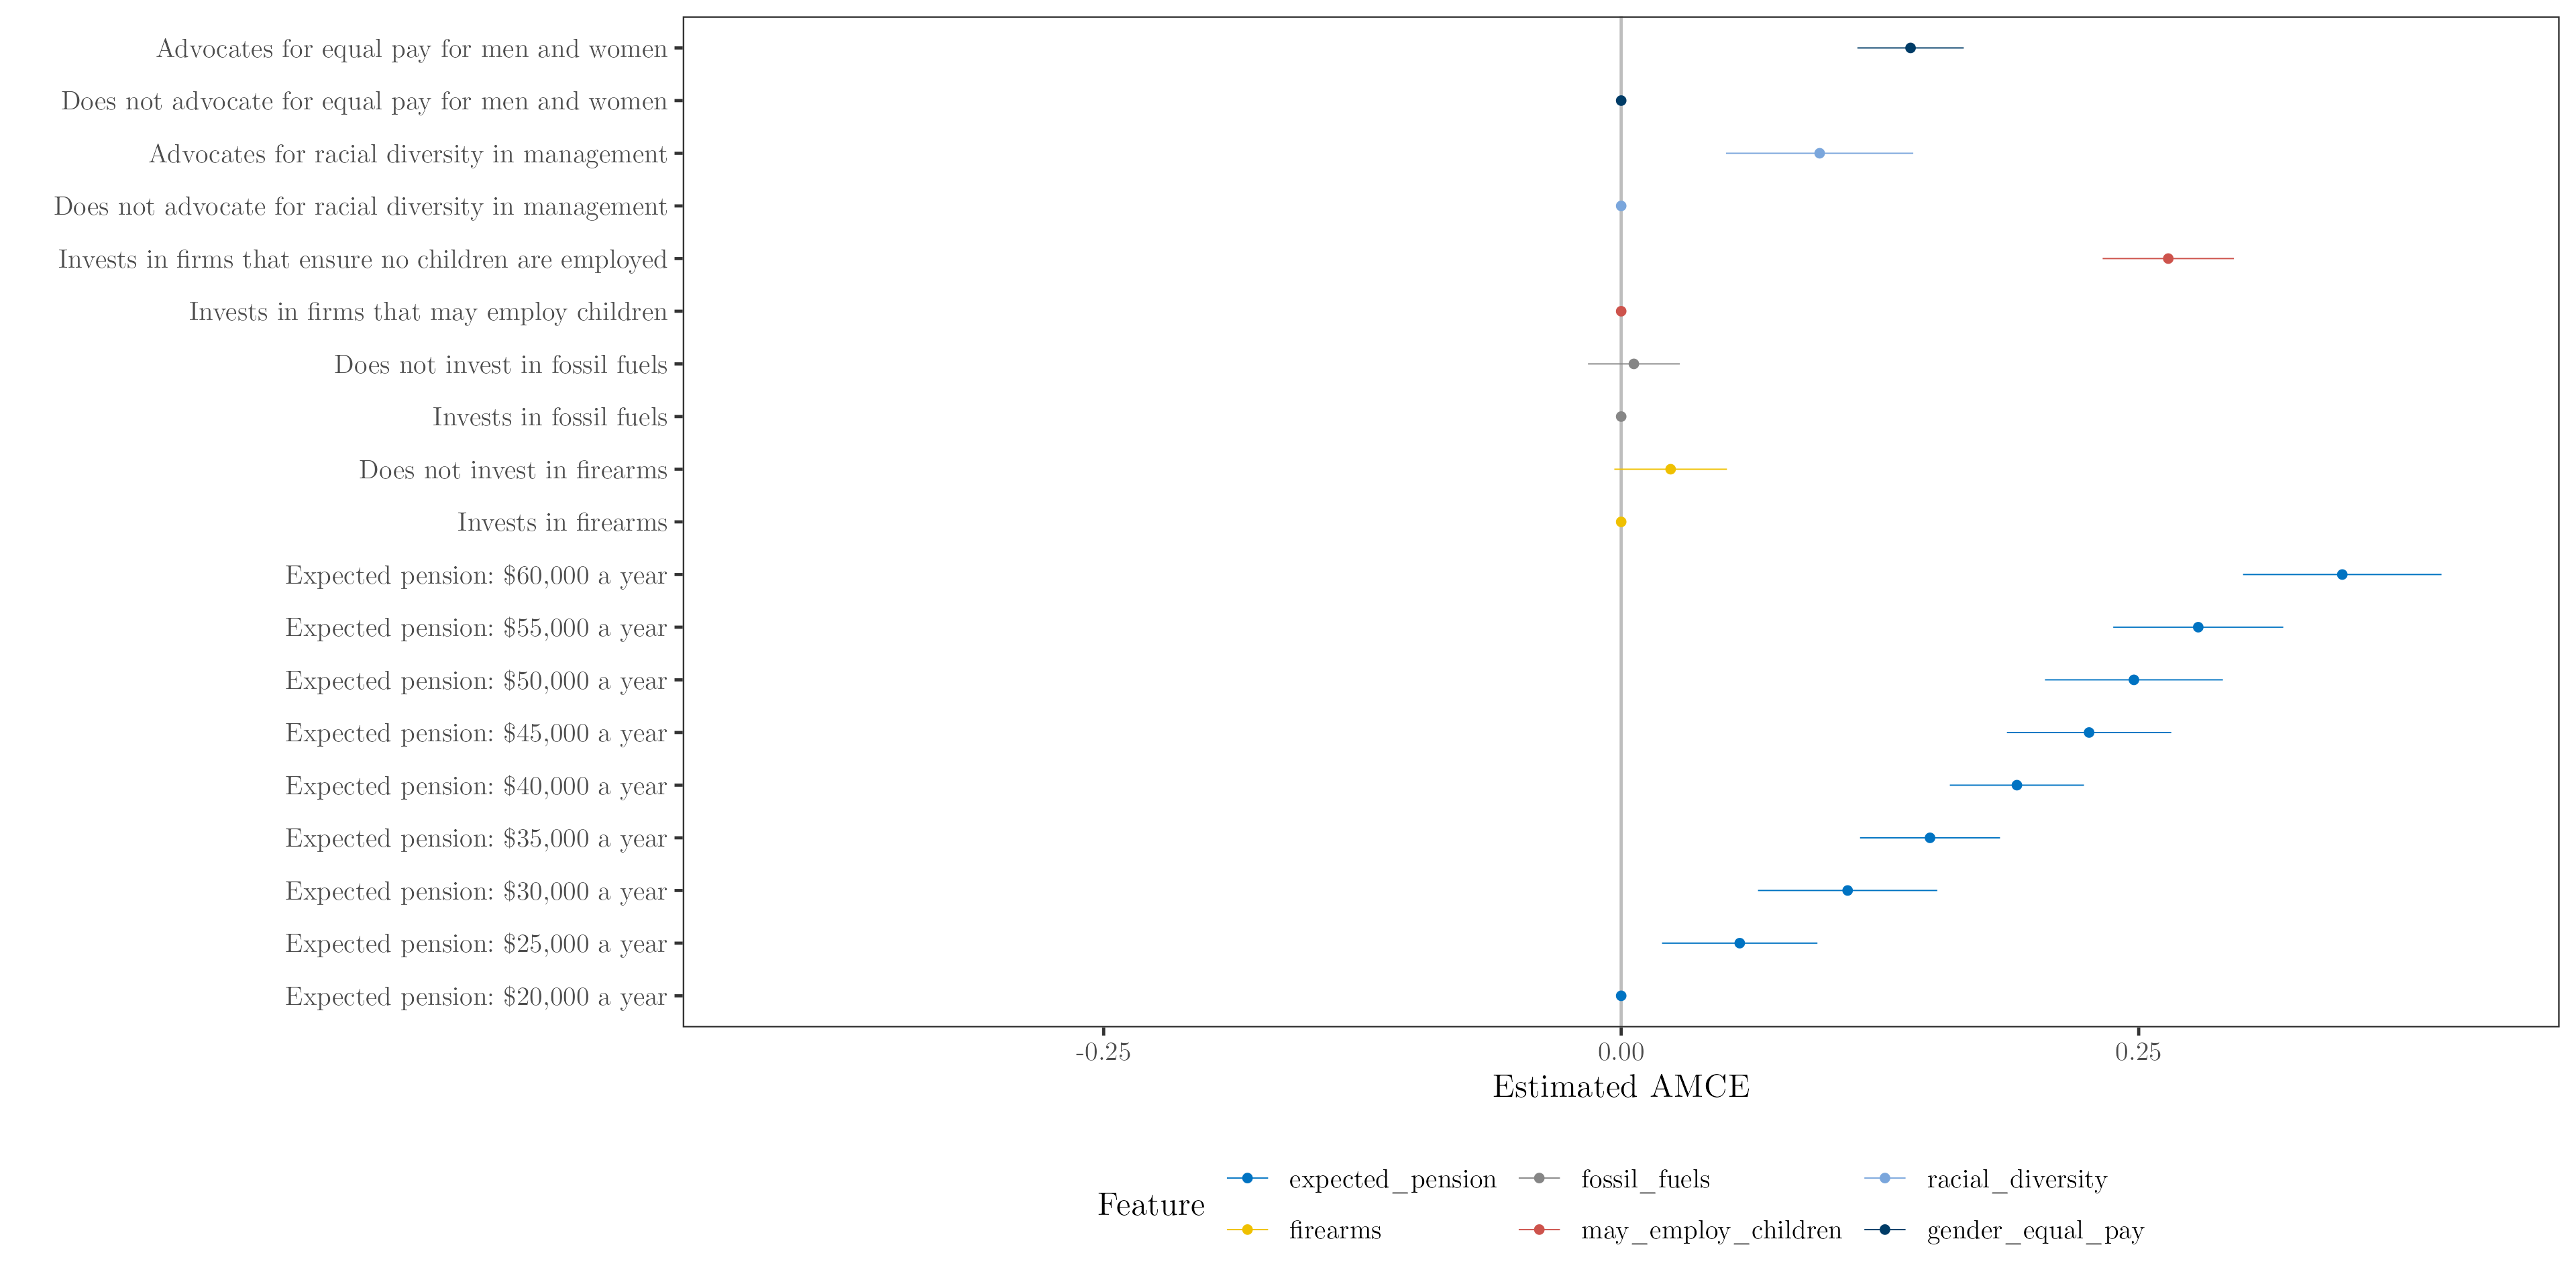 Advocates for equal pay for men and women
Does not advocate for equal pay for men and women
Advocates for racial diversity in management
Does not advocate for racial diversity in management
Invests in firms that ensure no children are employed
Invests in firms that may employ children
Does not invest in fossil fuels
Invests in fossil fuels
Does not invest in firearms
Invests in firearms
Expected pension: $60,000 a year
Expected pension: $55,000 a year
Expected pension: $50,000 a year
Expected pension: $45,000 a year
Expected pension: $40,000 a year
Expected pension: $35,000 a year
Expected pension: $30,000 a year
Expected pension: $25,000 a year
Expected pension: $20,000 a year
-0.25 0.00 0.25
Estimated AMCE
Feature
expected_pension fossil_fuels racial_diversity
firearms may_employ_children gender_equal_pay